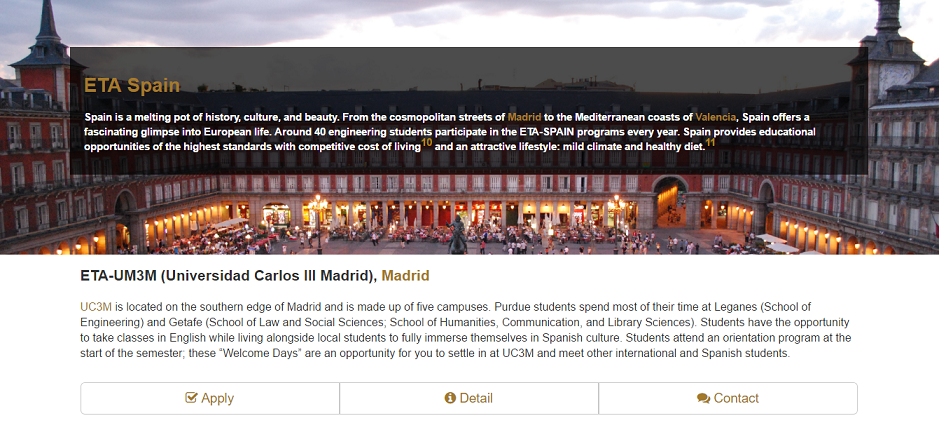 ETA Spain
Spain is a melting pot of history, culture, and beauty. From the cosmopolitan streets of Madrid to the Mediterranean coasts of Valencia, Spain offers a
fascinating glimpse into European life. Around 40 engineering students participate in the ETA-SPAIN programs every year. Spain provides educational
opportunities of the highest standards with competitive cost of living10 and an attractive lifestyle: mild climate and healthy diet.11
ETA-UM3M (Universidad Carlos III Madrid), Madrid
UC3M is located on the southern edge of Madrid and is made up of five campuses. Purdue students spend most of their time at Leganes (School of
Engineering) and Getafe (School of Law and Social Sciences; School of Humanities, Communication, and Library Sciences). Students have the opportunity
to take classes in English while living alongside local students to fully immerse themselves in Spanish culture. Students attend an orientation program at the
start of the semester; these “Welcome Days” are an opportunity for you to settle in at UC3M and meet other international and Spanish students.
Apply Detail Contact